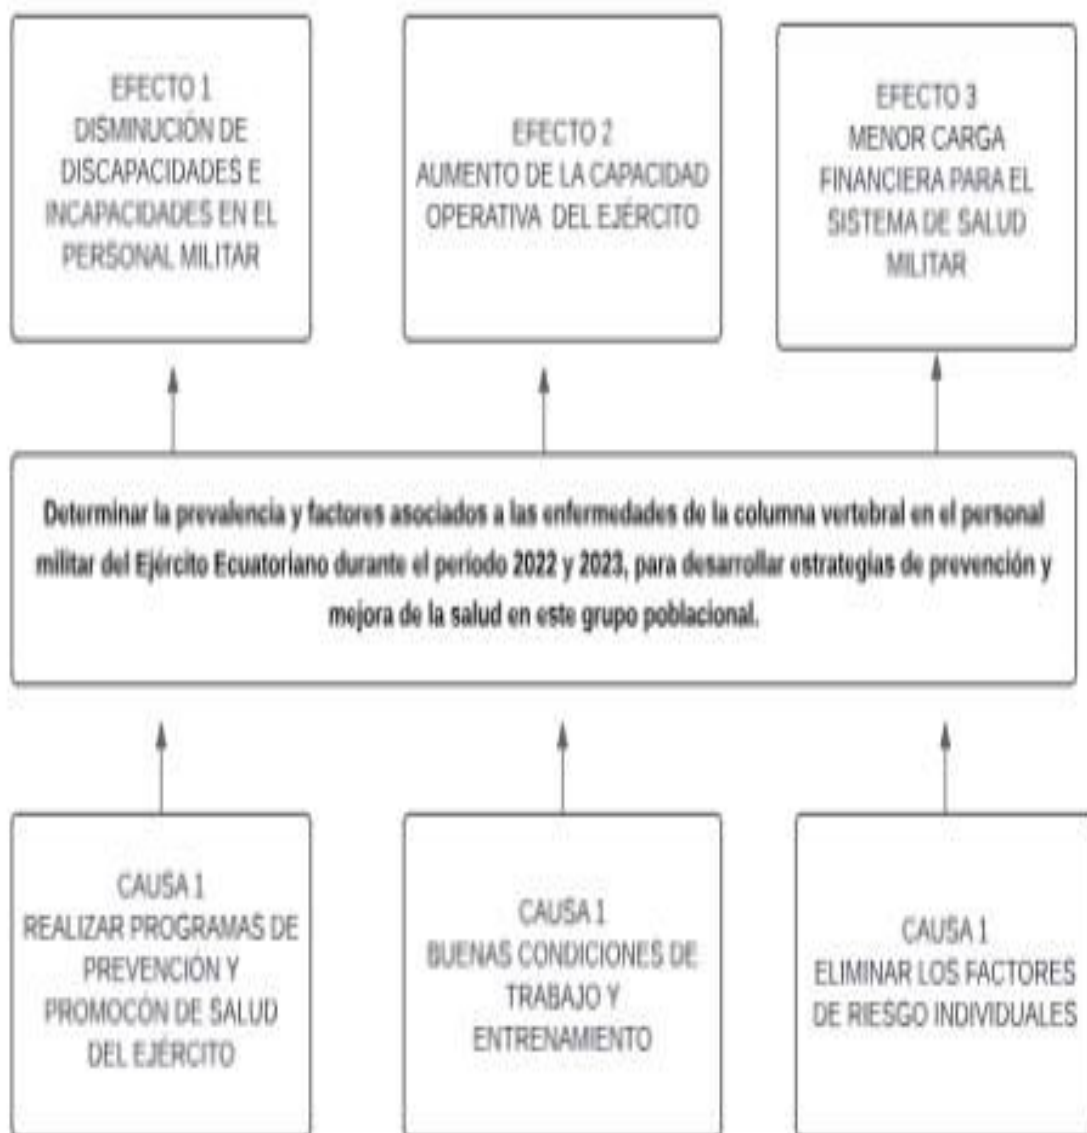 EFECTO 1
DISMINUCIÓN DE
DISCAPACIDADES E
INCAPACIDADES EN EL
PERSONAL MILITAR
EFECTO 2
AUMENTO DE LA CAPACIDAD
OPERATIVA DEL EJÉRCITO
EFECTO 3
MENOR CARGA
FINANCIERA PARA EL
SISTEMA DE SALUD
MILITAR
Determinar la prevalencia y factores asociados a las enfermedades de la columna vertebral en el personal
militar del Ejército Ecuatoriano durante el período 2022 y 2023, para desarrollar estrategias de prevención y
mejora de la salud en este grupo poblacional.
CAUSA 1
REALIZAR PROGRAMAS DE
PREVENCIÓN Y
PROMOCÓN DE SALUD
DEL EJÉRCITO
CAUSA 1
BUENAS CONDICIONES DE
TRABAJO Y
ENTRENAMIENTO
CAUSA 1
ELIMINAR LOS FACTORES
DE RIESGO INDIVIDUALES